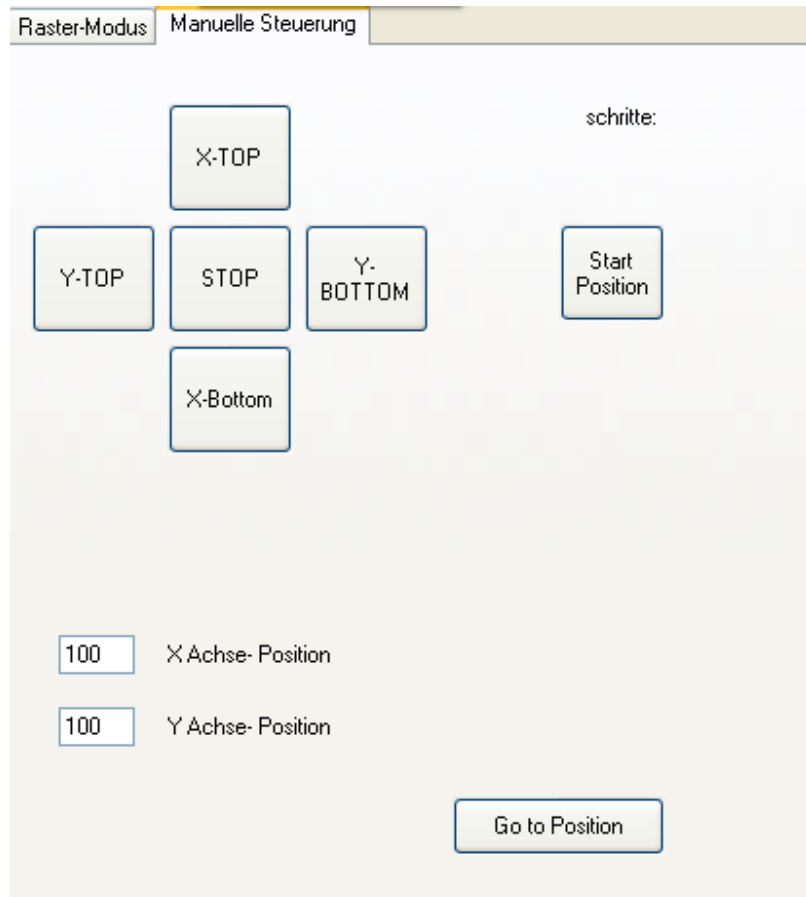 Raster-Modus Manuelle Steuerung
X-TOP
schritte:
Y-TOP
STOP
Y-
BOTTOM
Start
Position
X-Bottom
100 X Achse- Position
100 Y Achse- Position
Go to Position